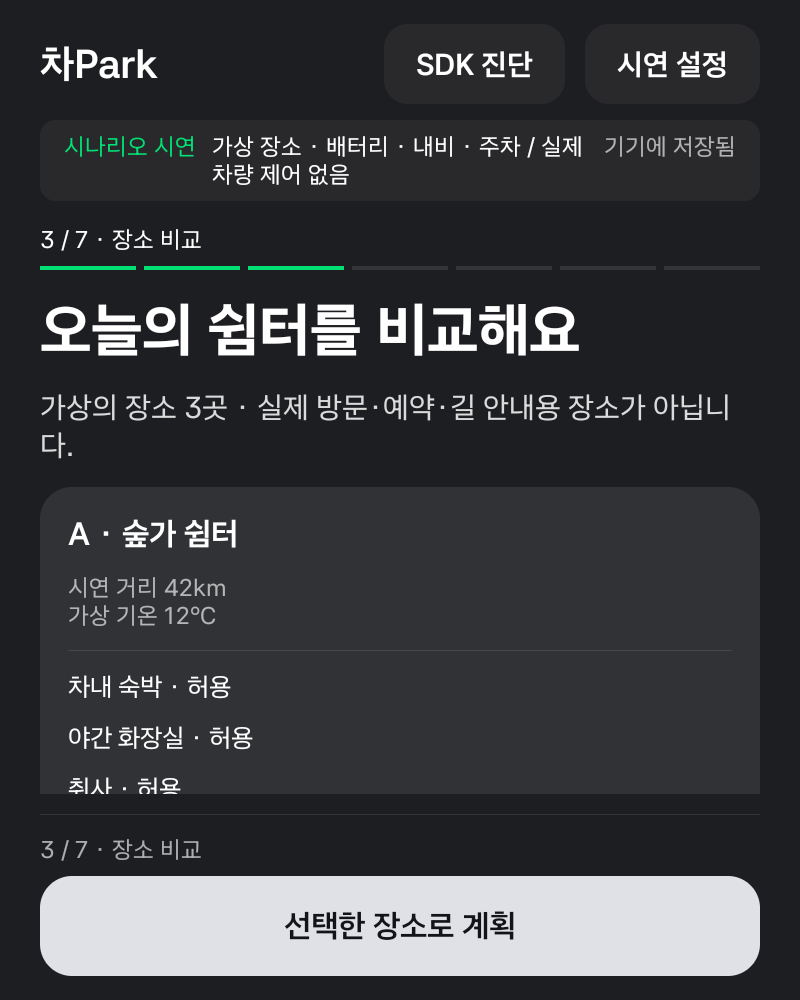 차Park
SDK 진단
시연 설정
시나리오 시연
가상 장소 · 배터리 · 내비 · 주차 / 실제
차량 제어 없음
기기에 저장됨
3 / 7 · 장소 비교
오늘의 쉼터를 비교해요
가상의 장소 3곳 · 실제 방문·예약·길 안내용 장소가 아닙니
다.
A · 숲가 쉼터
시연 거리 42km
가상 기온 12°C
차내 숙박 · 허용
야간 화장실 · 허용
취사 · 허용
3 / 7 · 장소 비교
선택한 장소로 계획